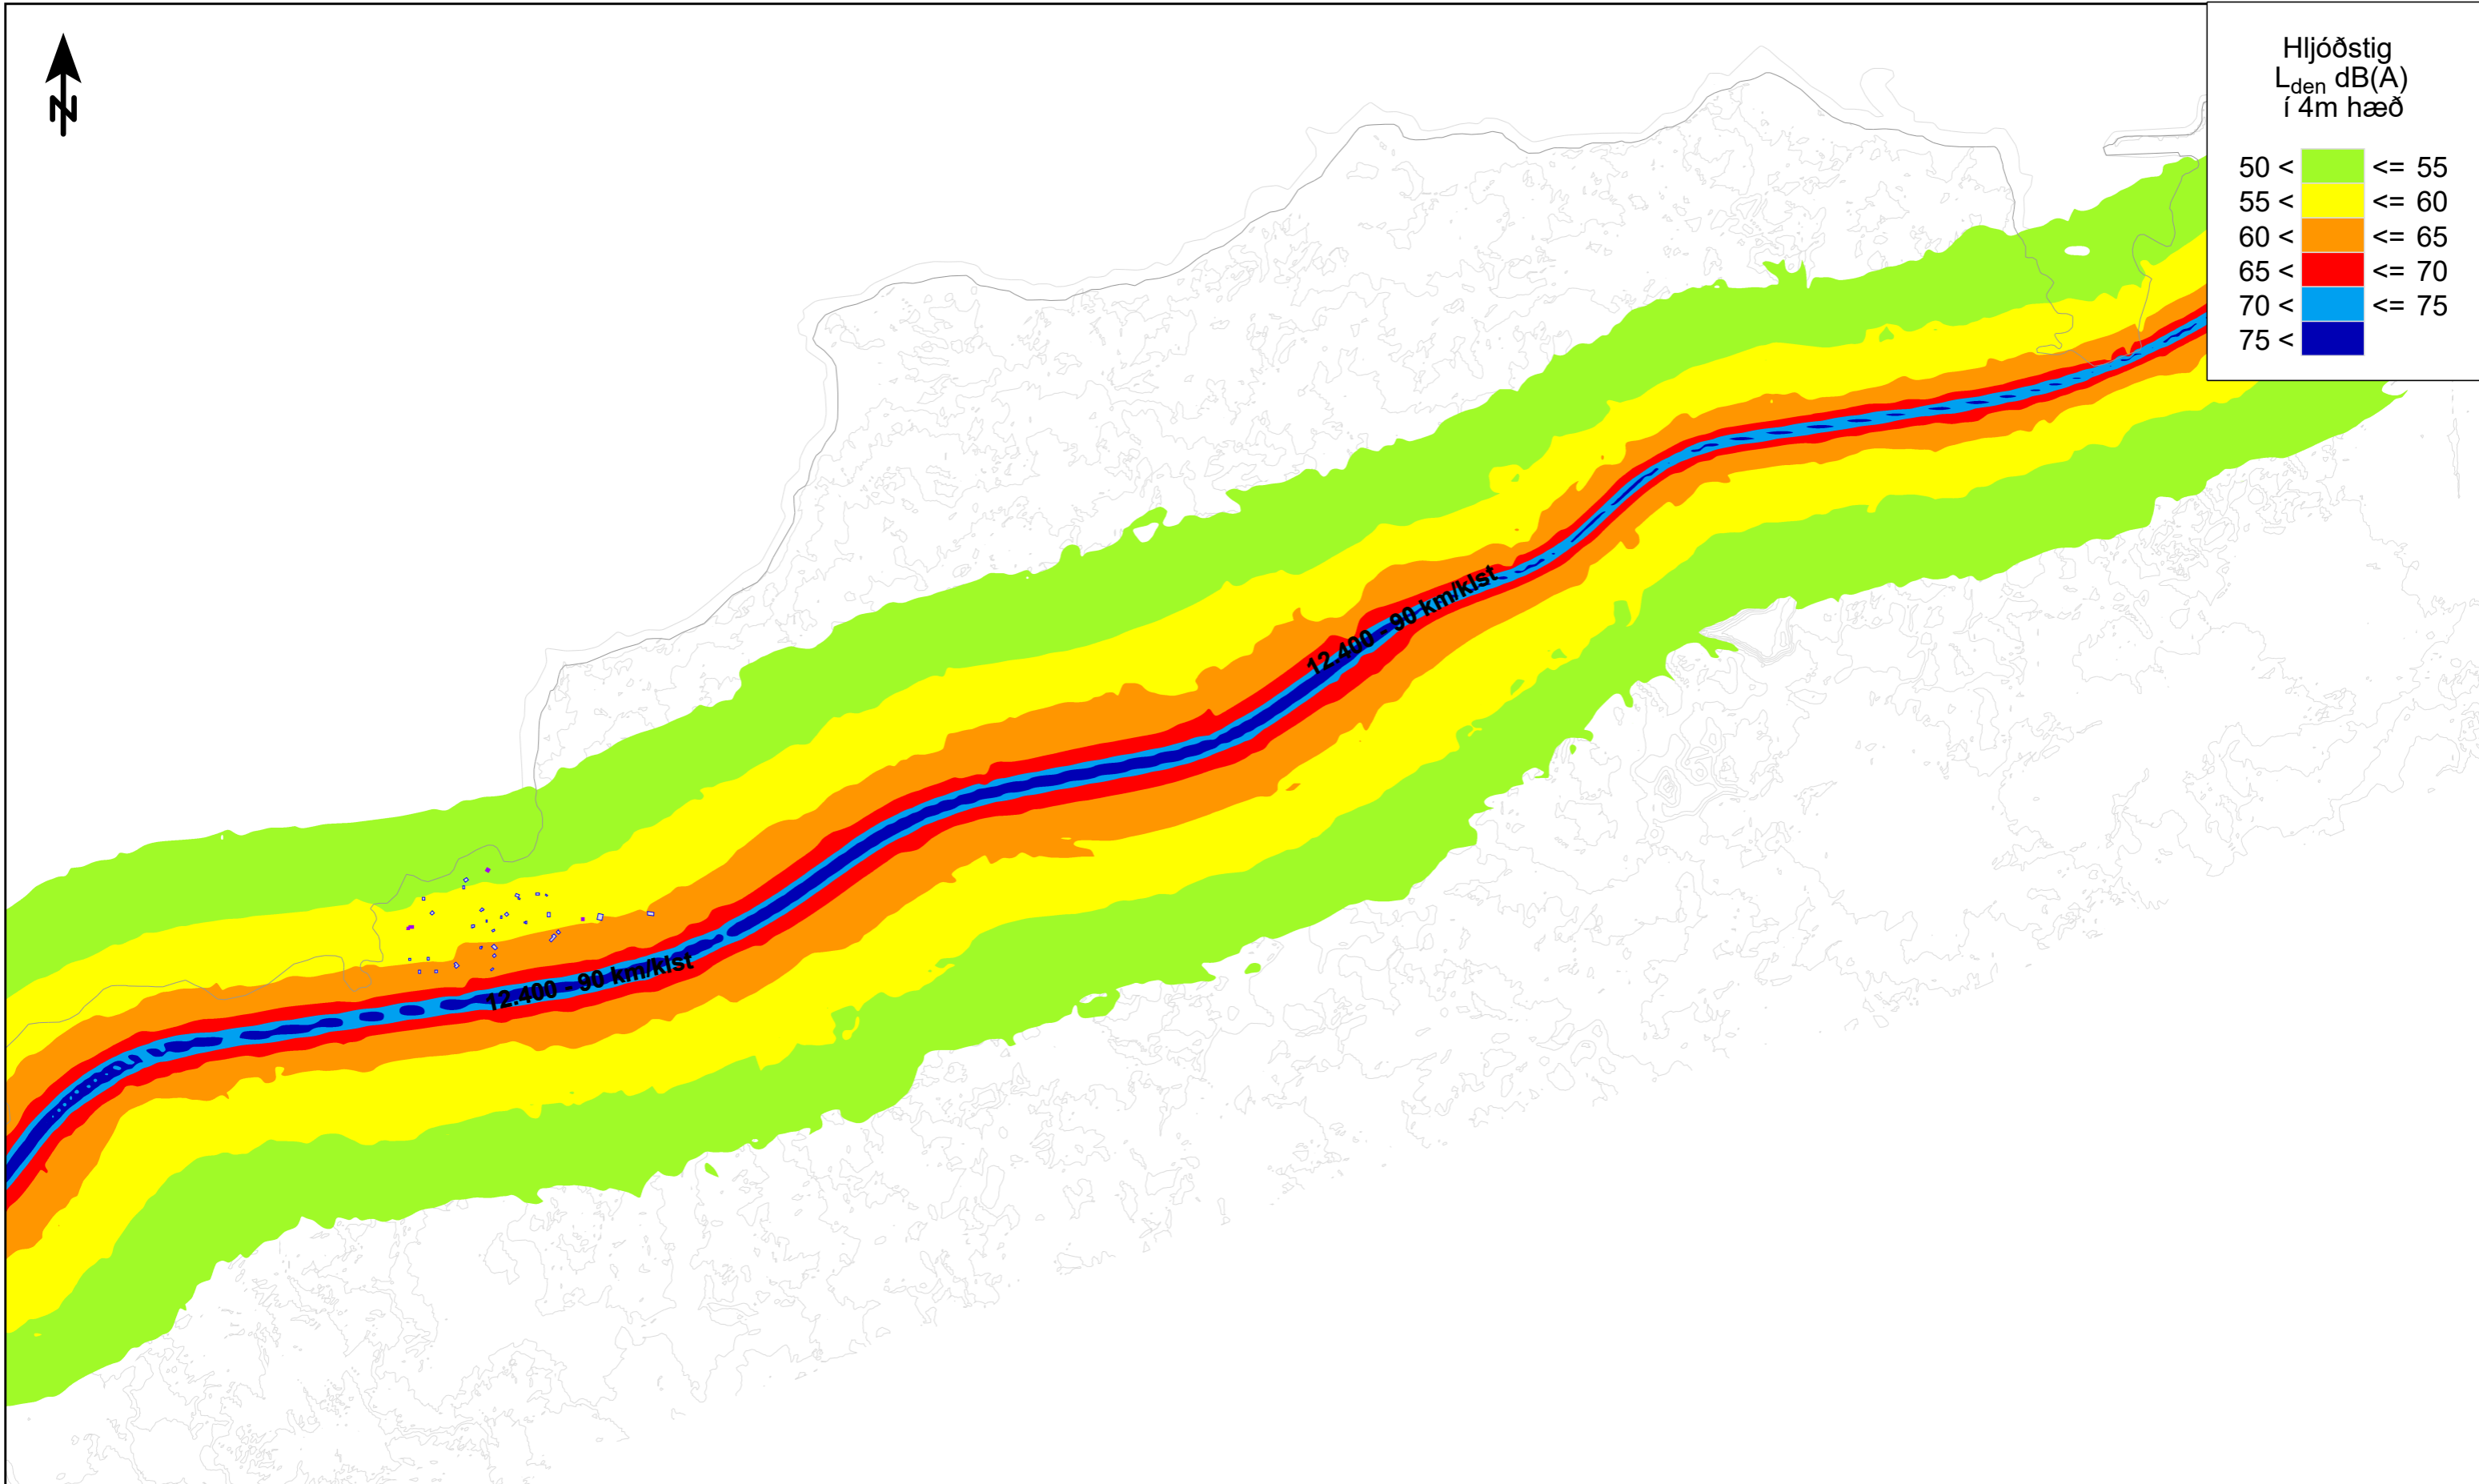 N
Hljóðstig
Lden dB(A)
í 4m hæð
50 < <= 55
55 < <= 60
60 < <= 65
65 < <= 70
70 < <= 75
75 <
12.400 - 90 km/klst
12.400 - 90 km/klst